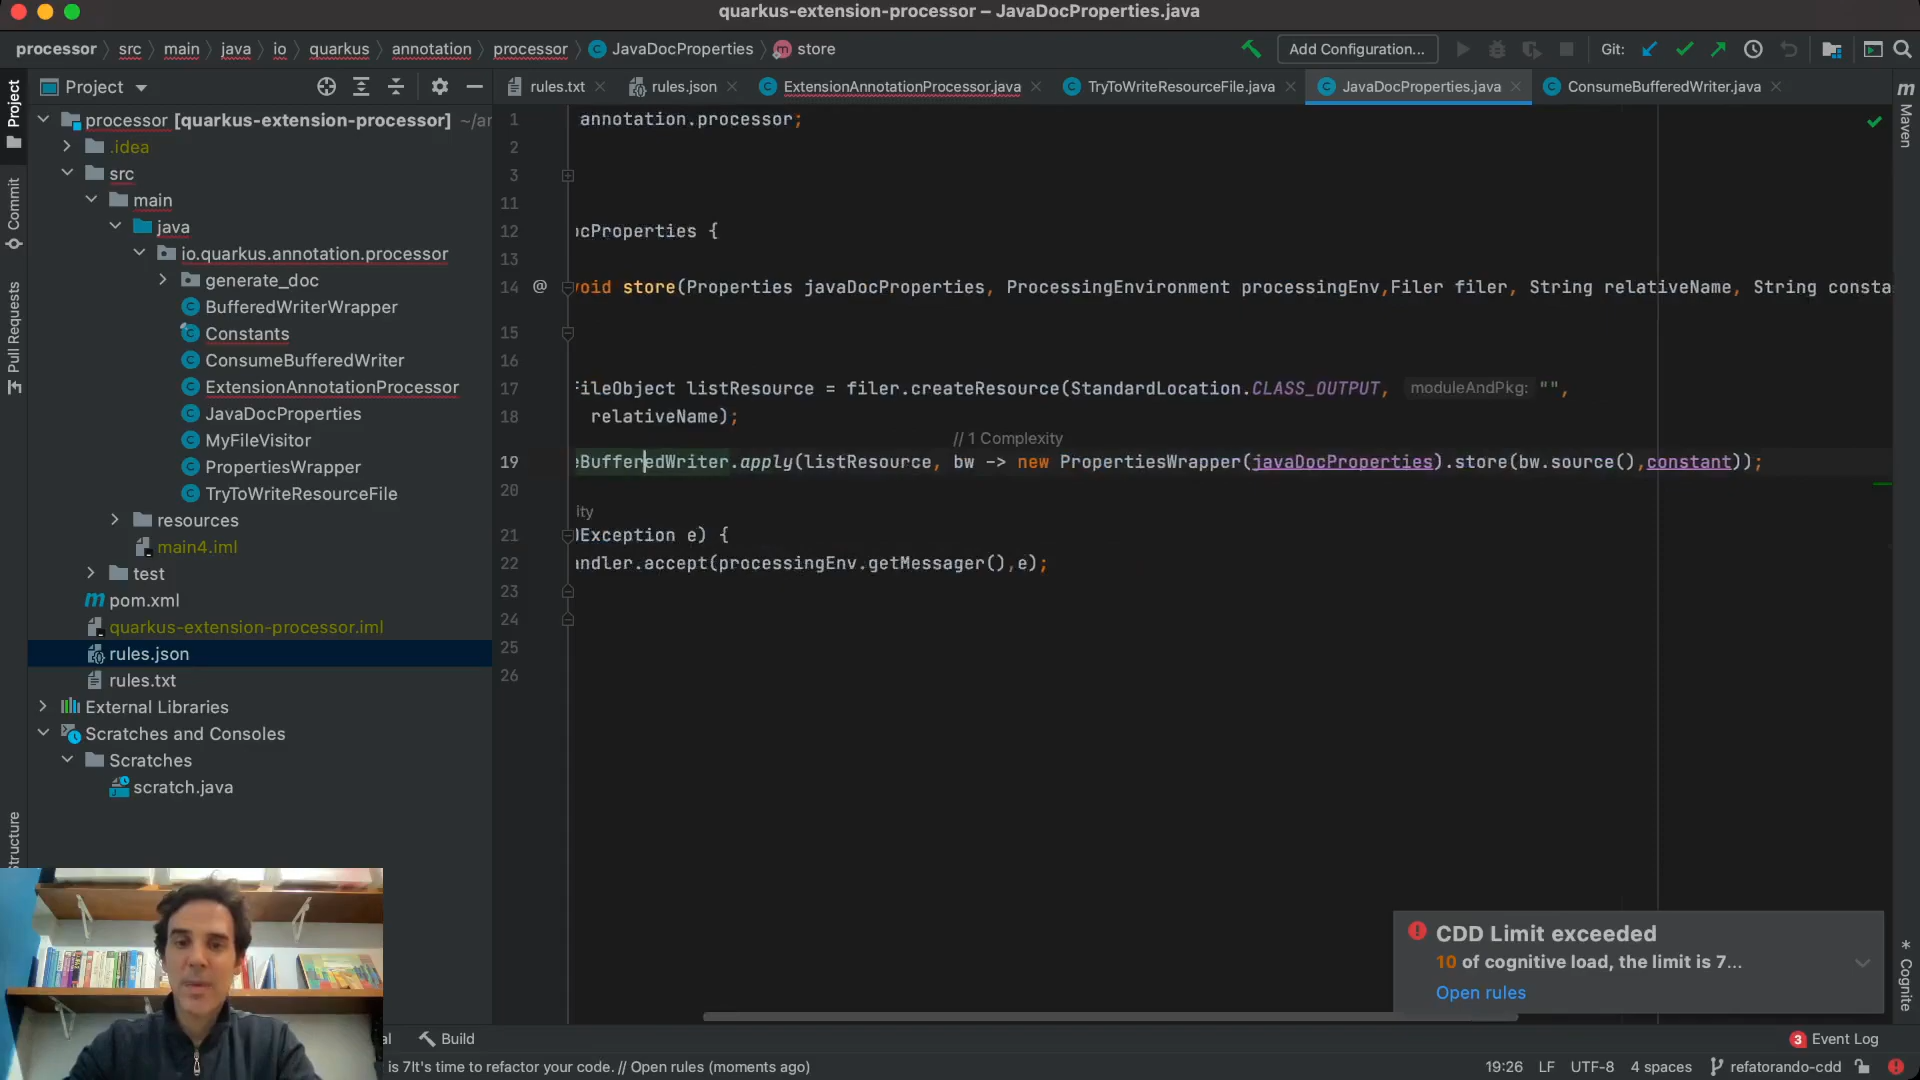 quarkus-extension-processor – JavaDocProperties.java
processor src main java io quarkus annotation processor JavaDocProperties store
Add Configuration... Git:
Project
rules.txt rules.json ExtensionAnnotationProcessor.java TryToWriteResourceFile.java JavaDocProperties.java ConsumeBufferedWriter.java
Project
Commit
Pull Requests
Maven
Cognite
processor [quarkus-extension-processor]
.idea
src
main
java
io.quarkus.annotation.processor
generate_doc
BufferedWriterWrapper
Constants
ConsumeBufferedWriter
ExtensionAnnotationProcessor
JavaDocProperties
MyFileVisitor
PropertiesWrapper
TryToWriteResourceFile
resources
main4.iml
test
pom.xml
quarkus-extension-processor.iml
rules.json
rules.txt
External Libraries
Scratches and Consoles
Scratches
scratch.java
1 annotation.processor;
2
3
11
12 ocProperties {
13
14 @ void store(Properties javaDocProperties, ProcessingEnvironment processingEnv,Filer filer, String relativeName, String consta
15
16
17 FileObject listResource = filer.createResource(StandardLocation.CLASS_OUTPUT, moduleAndPkg: "",
18 relativeName);
// 1 Complexity
19 eBufferedWriter.apply(listResource, bw -> new PropertiesWrapper(javaDocProperties).store(bw.source(),constant));
20
ity
21 OException e) {
22 andler.accept(processingEnv.getMessager(),e);
23
24
25
26
CDD Limit exceeded
10 of cognitive load, the limit is 7...
Open rules
Build
3 Event Log
is 7It's time to refactor your code. // Open rules (moments ago)
19:26 LF UTF-8 4 spaces refatorando-cdd